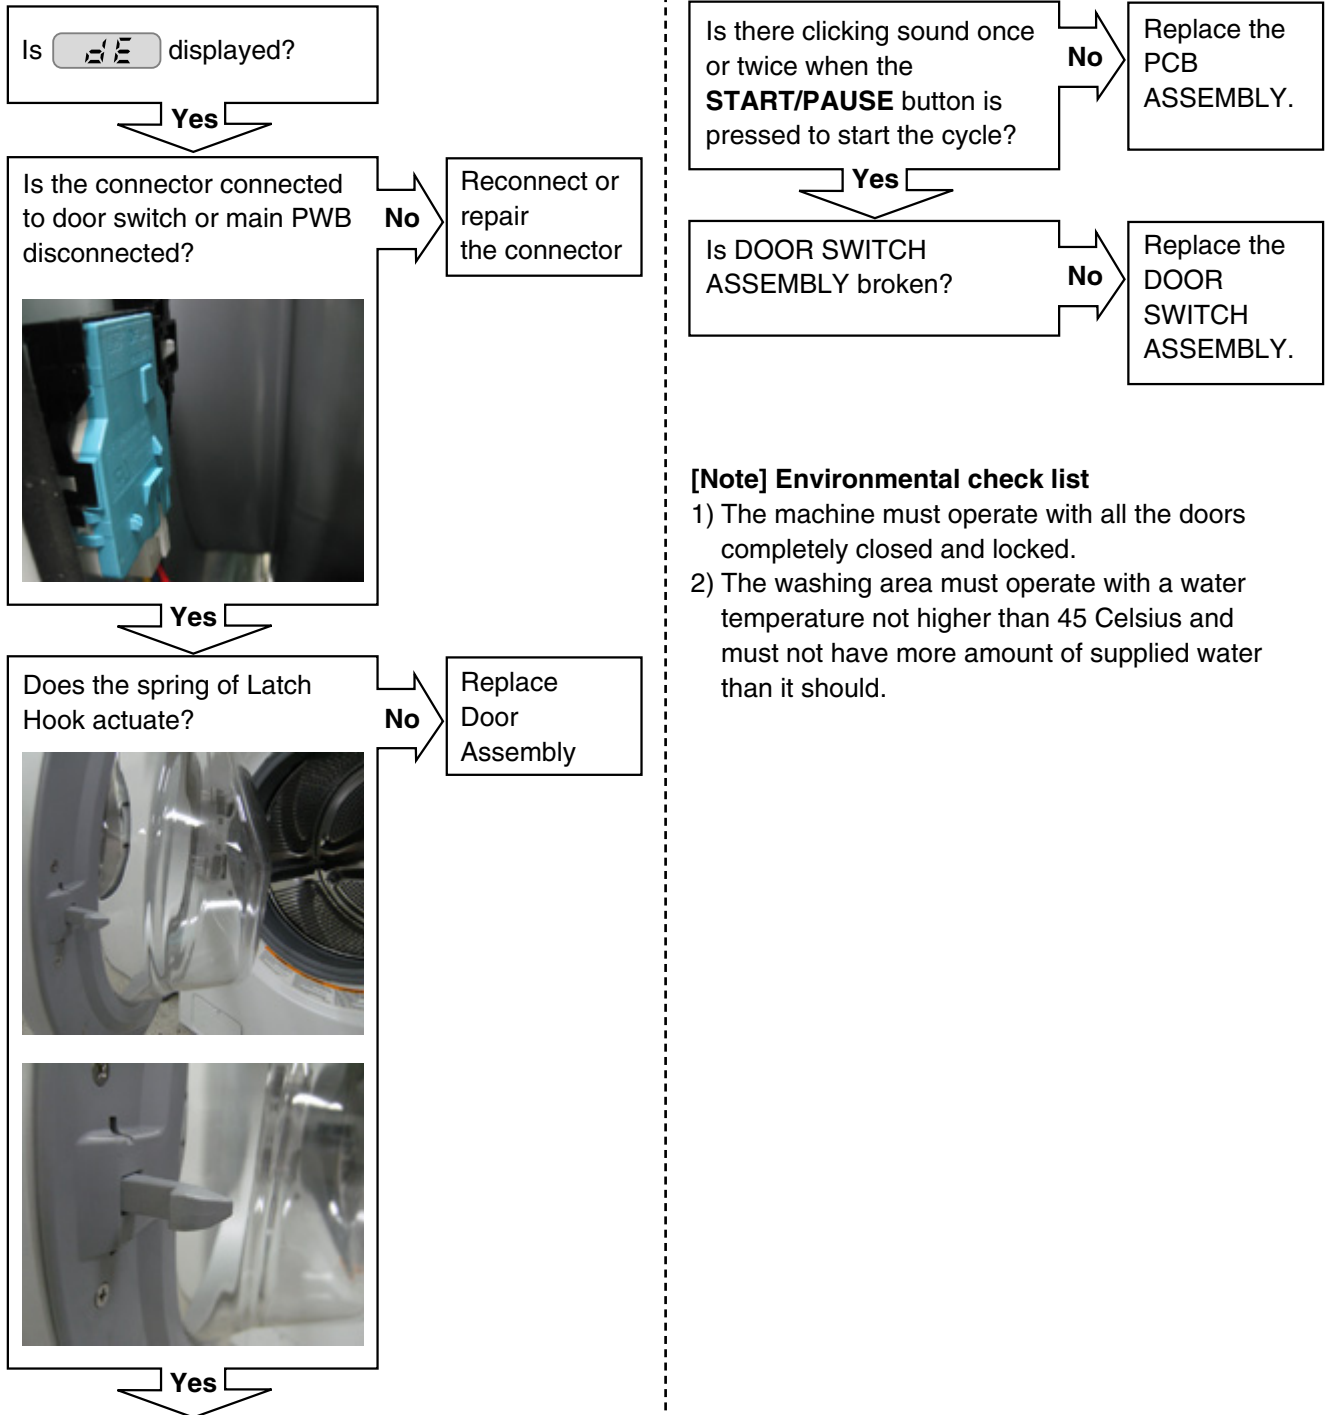 Is dE displayed?
Yes
Is the connector connected
to door switch or main PWB
disconnected?
No
Reconnect or
repair
the connector
Yes
Does the spring of Latch
Hook actuate?
No
Replace
Door
Assembly
Yes
Is there clicking sound once
or twice when the
START/PAUSE button is
pressed to start the cycle?
No
Replace the
PCB
ASSEMBLY.
Yes
Is DOOR SWITCH
ASSEMBLY broken?
No
Replace the
DOOR
SWITCH
ASSEMBLY.
[Note] Environmental check list
1) The machine must operate with all the doors
completely closed and locked.
2) The washing area must operate with a water
temperature not higher than 45 Celsius and
must not have more amount of supplied water
than it should.